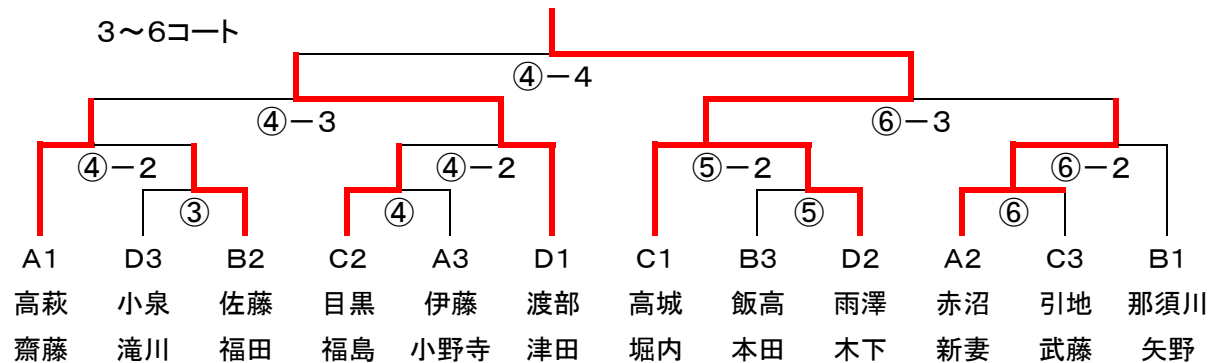 3～6コート
④－4
④－3 ⑥－3
④－2 ④－2 ⑤－2 ⑥－2
③ ④ ⑤ ⑥
A1 D3 B2 C2 A3 D1 C1 B3 D2 A2 C3 B1
高萩 小泉 佐藤 目黒 伊藤 渡部 高城 飯高 雨澤 赤沼 引地 那須川
齋藤 滝川 福田 福島 小野寺 津田 堀内 本田 木下 新妻 武藤 矢野